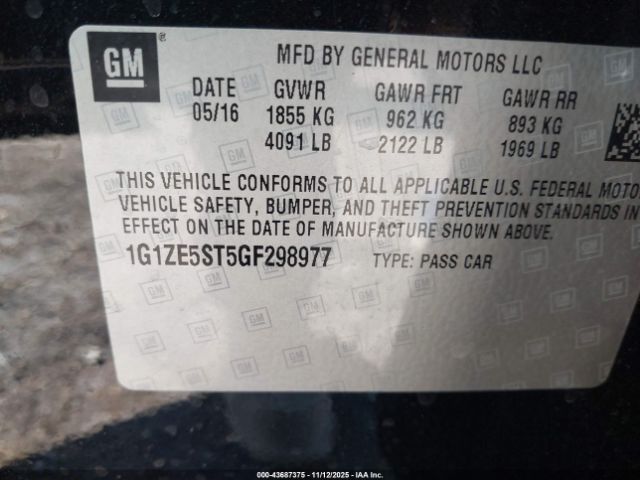 GM
MFD BY GENERAL MOTORS LLC
DATE GVWR GAWR FRT GAWR RR
05/16 1855 KG 962 KG 893 KG
4091 LB 2122 LB 1969 LB
THIS VEHICLE CONFORMS TO ALL APPLICABLE U.S. FEDERAL MOTO
VEHICLE SAFETY, BUMPER, AND THEFT PREVENTION STANDARDS IN
EFFECT ON THE DATE OF MANUFACTURE SHOWN ABOVE.
1G1ZE5ST5GF298977 TYPE: PASS CAR
©-43687375 - 11/12/2025 - IAA Inc.